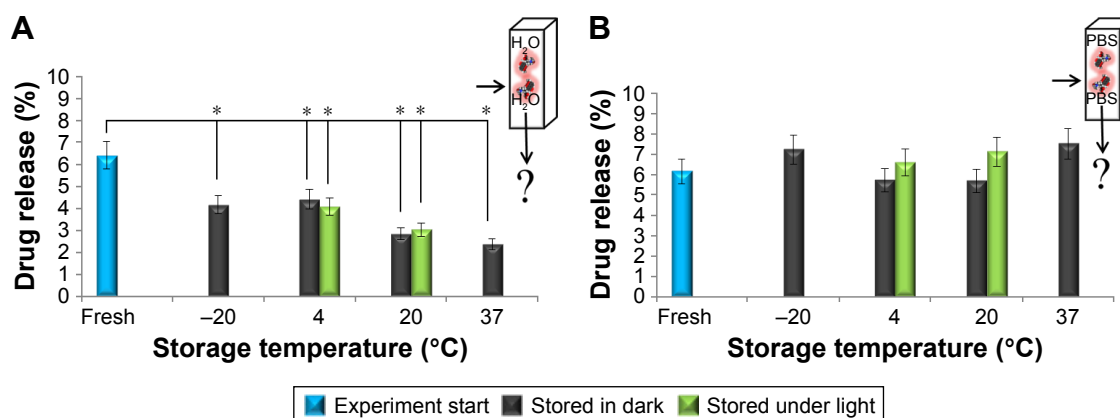 A
H2O
H2O
?
Drug release (%)
10
9
8
7
6
5
4
3
2
1
0
* * * * * *
Fresh –20 4 20 37
Storage temperature (°C)
B
PBS
PBS
?
Drug release (%)
10
9
8
7
6
5
4
3
2
1
0
Fresh –20 4 20 37
Storage temperature (°C)
Experiment start Stored in dark Stored under light